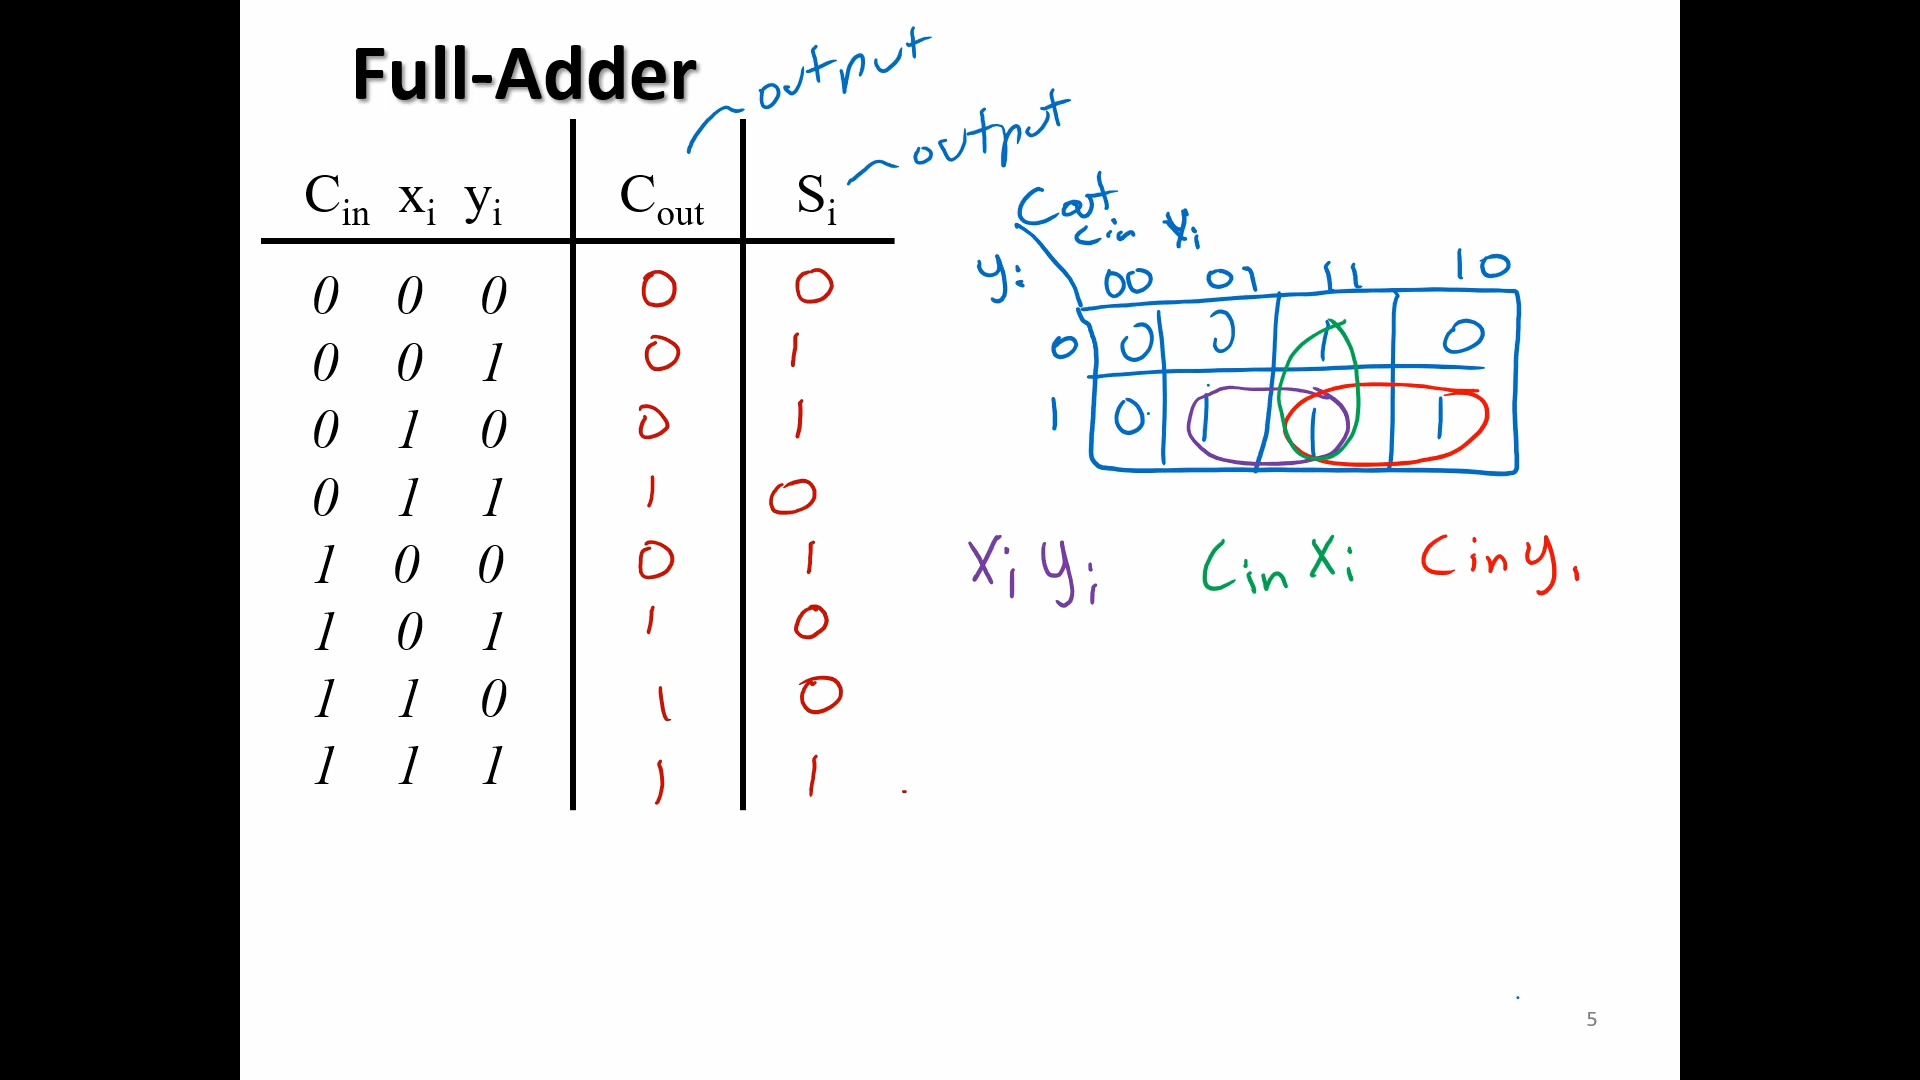 Full-Adder
output
output
Cin xi yi Cout Si
0 0 0 0 0
0 0 1 0 1
0 1 0 0 1
0 1 1 1 0
1 0 0 0 1
1 0 1 1 0
1 1 0 1 0
1 1 1 1 1
Cout
Cin Xi
yi 00 01 11 10
0 0 0 1 0
1 0 1 1 1
Xi yi Cin Xi Cin yi
5